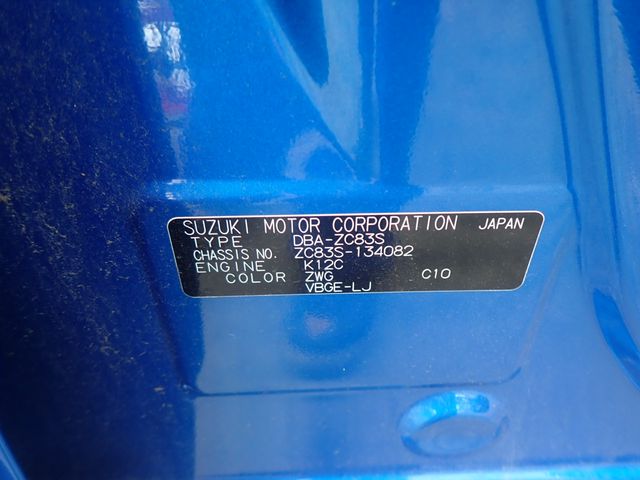 SUZUKI MOTOR CORPORATION JAPAN
TYPE DBA-ZC83S
CHASSIS NO. ZC83S-134082
ENGINE K12C
COLOR ZWG C10
VBGE-LJ